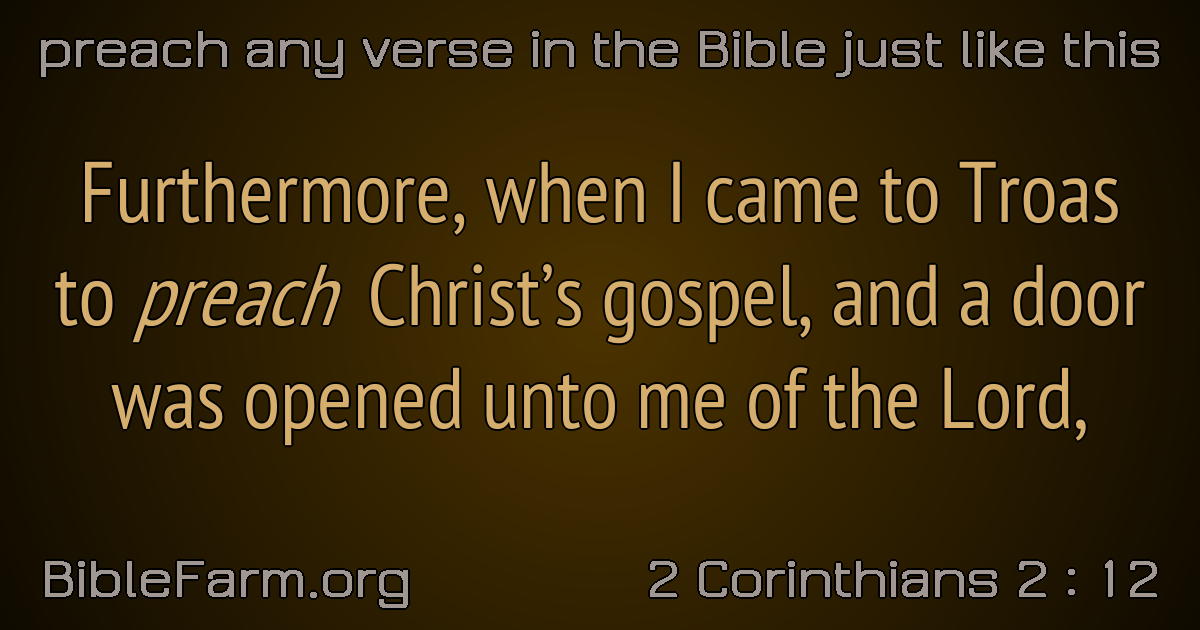 preach any verse in the Bible just like this
Furthermore, when I came to Troas
to preach Christ’s gospel, and a door
was opened unto me of the Lord,
BibleFarm.org 2 Corinthians 2 : 12